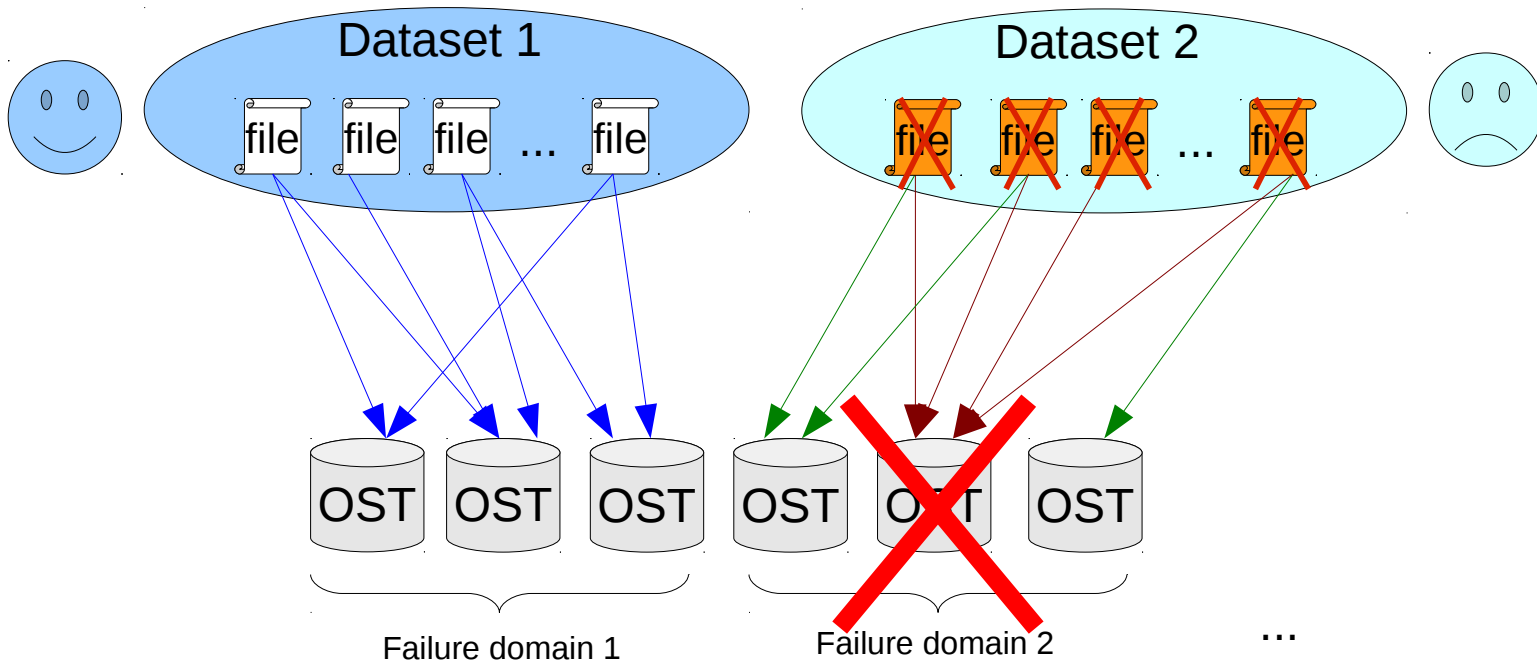 Dataset 1
Dataset 2
file file file ... file
file file file ... file
OST OST OST OST OST OST
Failure domain 1
Failure domain 2
...